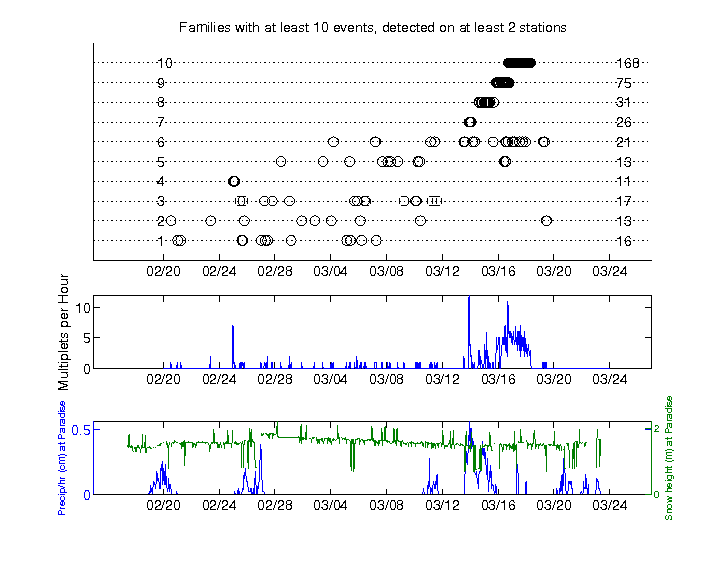 Families with at least 10 events, detected on at least 2 stations
10 168
9 75
8 31
7 26
6 21
5 13
4 11
3 17
2 13
1 16
02/20 02/24 02/28 03/04 03/08 03/12 03/16 03/20 03/24
Multiplets per Hour
10
5
0
02/20 02/24 02/28 03/04 03/08 03/12 03/16 03/20 03/24
Precip/hr (cm) at Paradise
0.5
0
2
0
Snow height (m) at Paradise
02/20 02/24 02/28 03/04 03/08 03/12 03/16 03/20 03/24